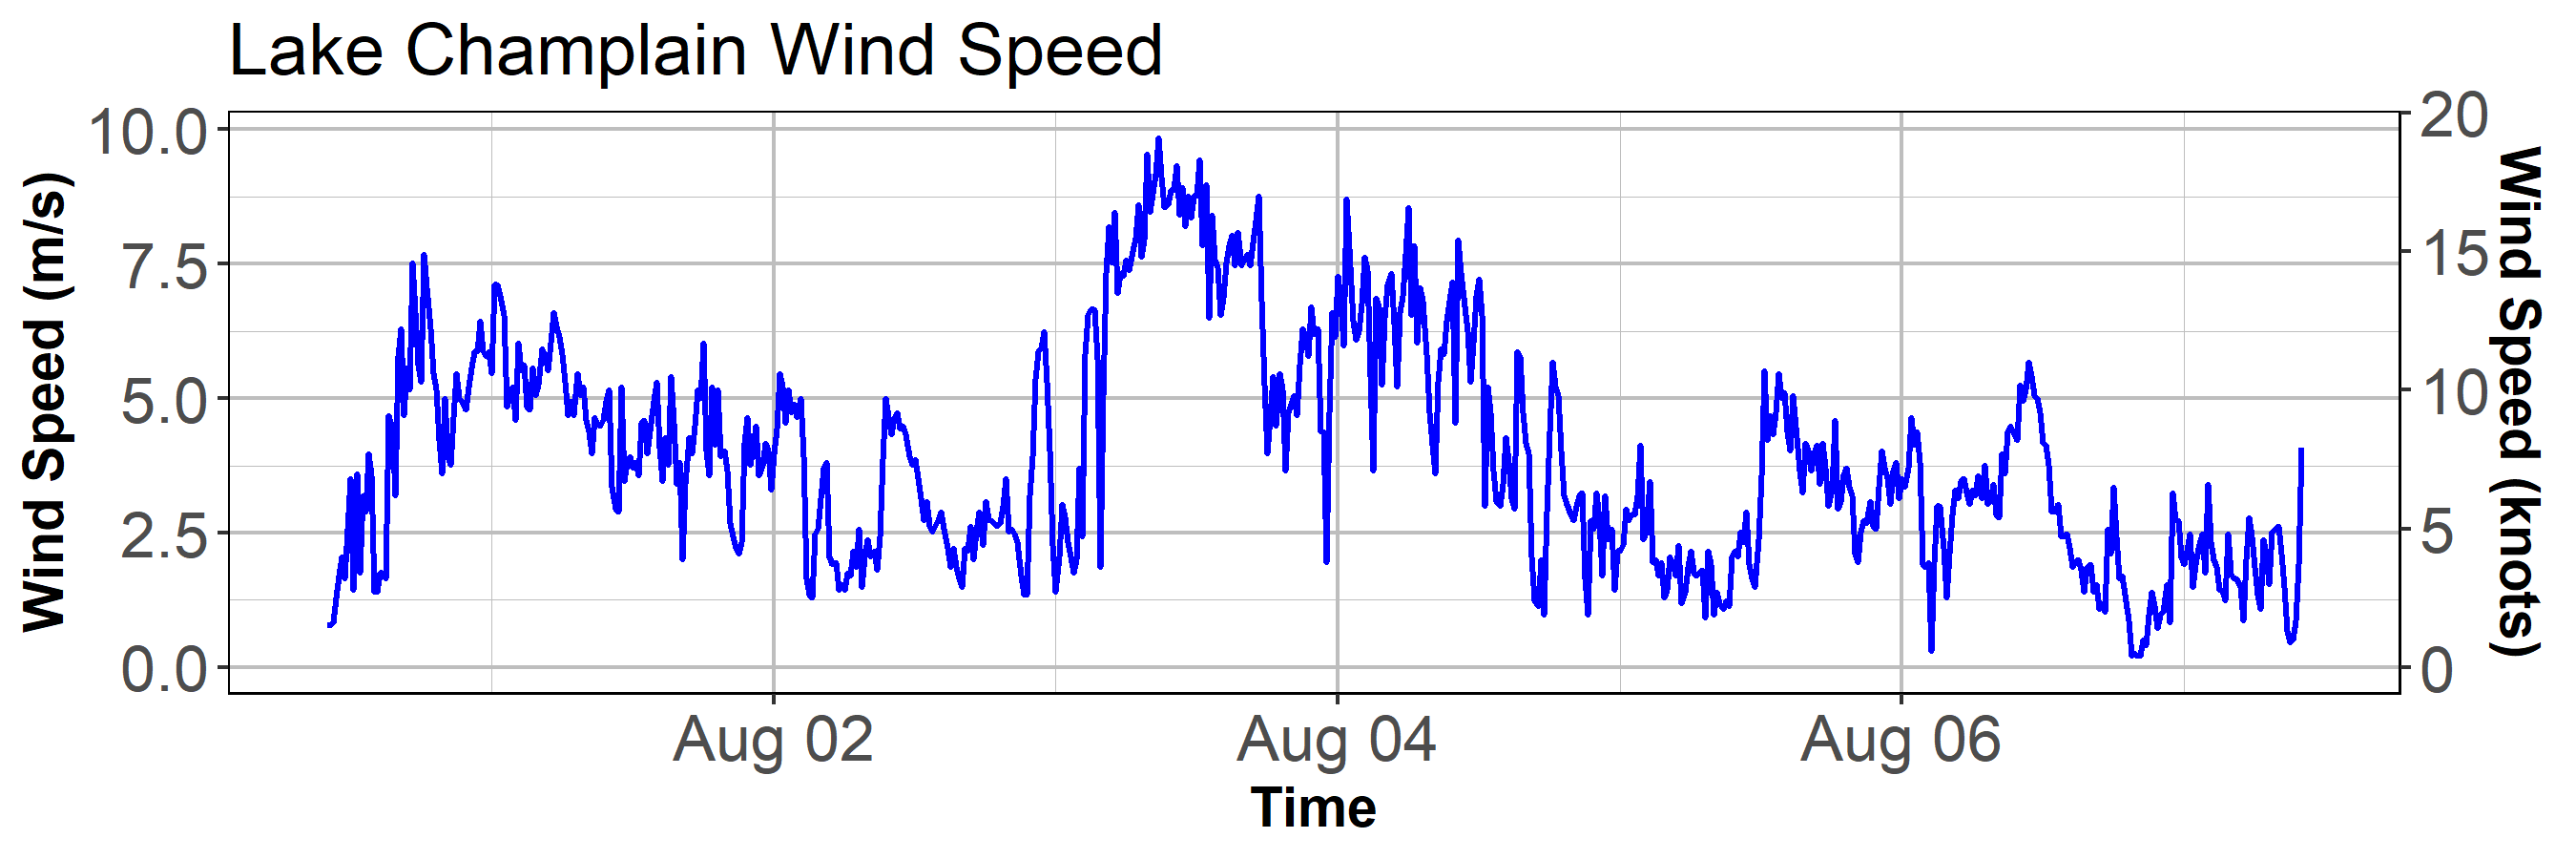 Lake Champlain Wind Speed
Wind Speed (m/s)
10.0
7.5
5.0
2.5
0.0
20
15
10
5
0
Wind Speed (knots)
Aug 02
Aug 04
Aug 06
Time